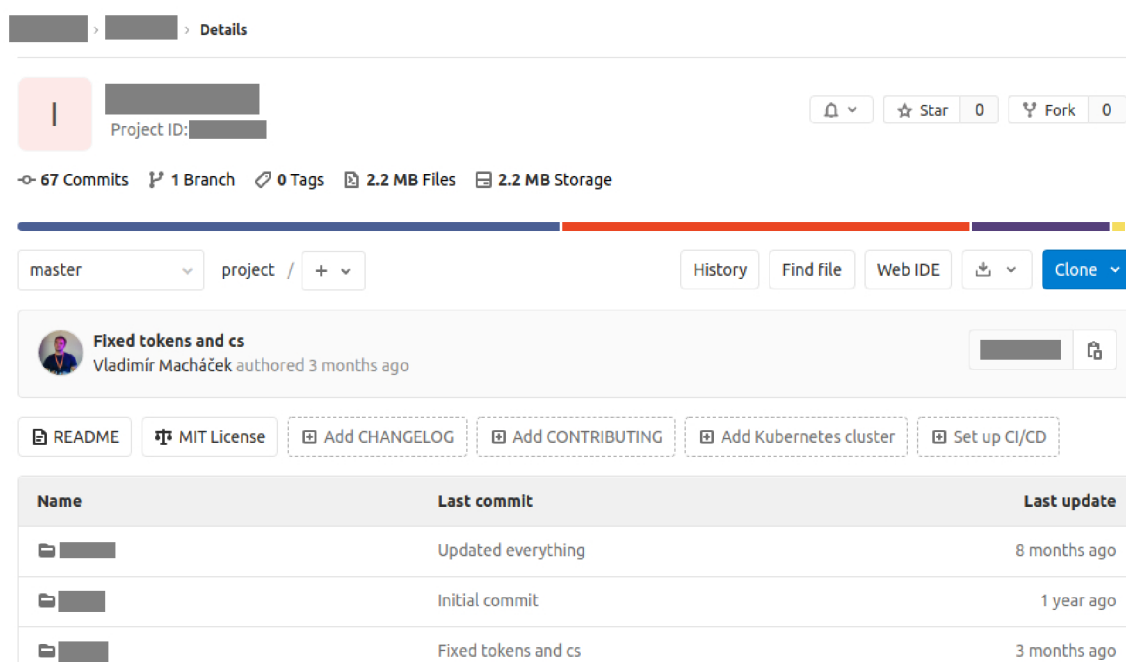 › › Details
I
Project ID:
Star 0 Fork 0
67 Commits 1 Branch 0 Tags 2.2 MB Files 2.2 MB Storage
master project / + History Find file Web IDE Clone
Fixed tokens and cs
Vladimír Macháček authored 3 months ago
README MIT License Add CHANGELOG Add CONTRIBUTING Add Kubernetes cluster Set up CI/CD
Name Last commit Last update
Updated everything 8 months ago
Initial commit 1 year ago
Fixed tokens and cs 3 months ago